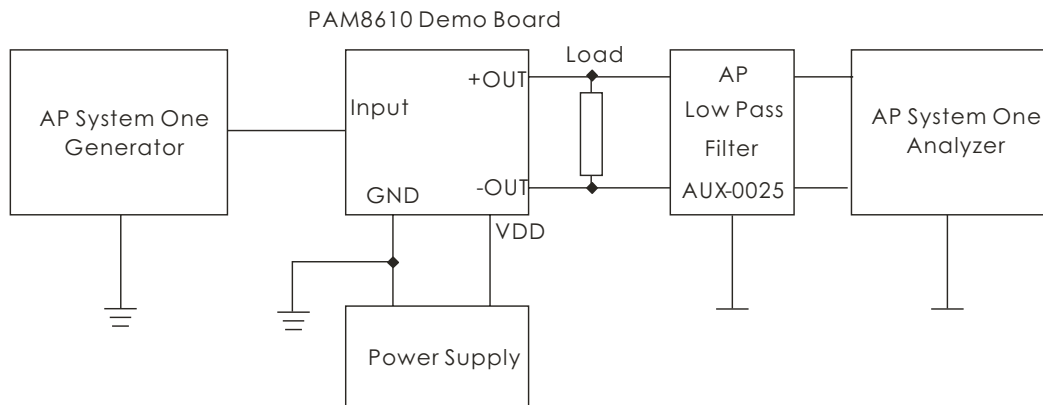 PAM8610 Demo Board
AP System One
Generator
Input
+OUT
-OUT
GND
VDD
Load
AP
Low Pass
Filter
AUX-0025
AP System One
Analyzer
Power Supply